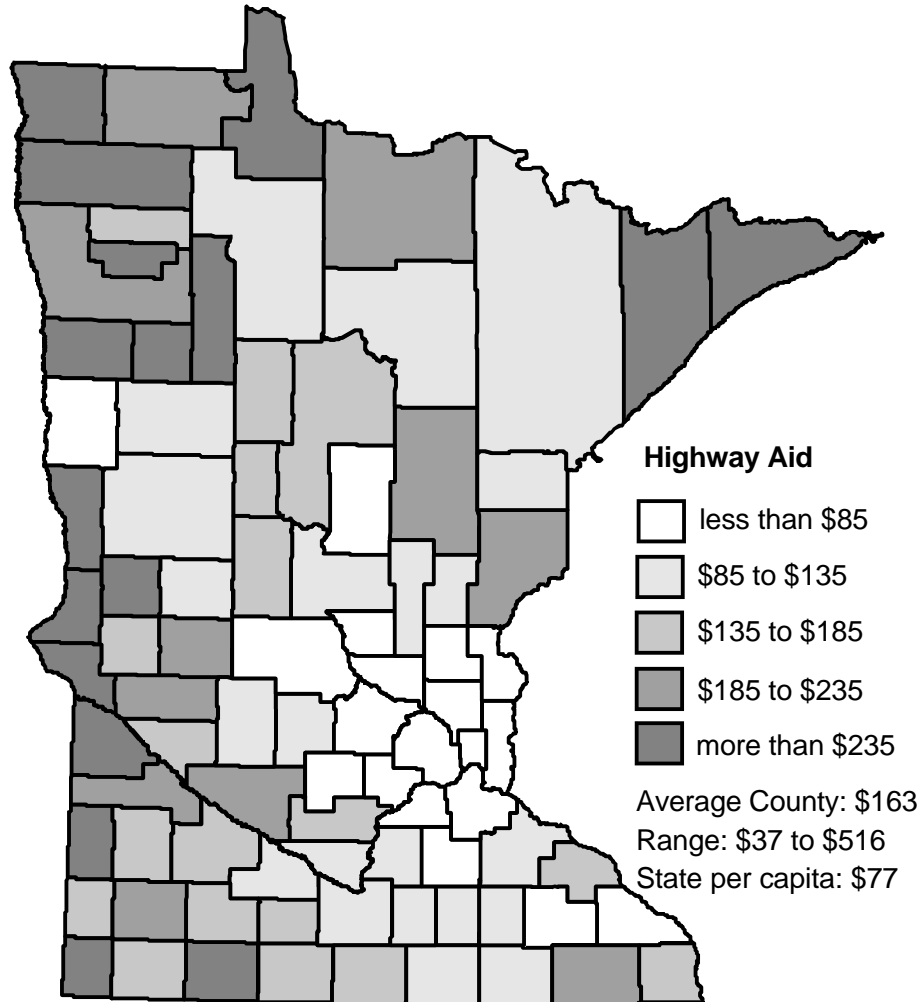 Highway Aid
less than $85
$85 to $135
$135 to $185
$185 to $235
more than $235
Average County: $163
Range: $37 to $516
State per capita: $77